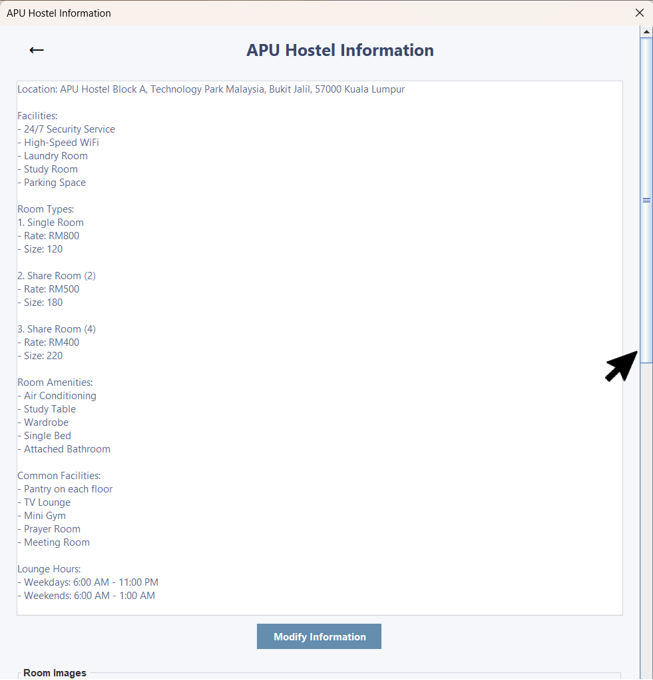 APU Hostel Information
APU Hostel Information
Location: APU Hostel Block A, Technology Park Malaysia, Bukit Jalil, 57000 Kuala Lumpur
Facilities:
- 24/7 Security Service
- High-Speed WiFi
- Laundry Room
- Study Room
- Parking Space
Room Types:
1. Single Room
- Rate: RM800
- Size: 120
2. Share Room (2)
- Rate: RM500
- Size: 180
3. Share Room (4)
- Rate: RM400
- Size: 220
Room Amenities:
- Air Conditioning
- Study Table
- Wardrobe
- Single Bed
- Attached Bathroom
Common Facilities:
- Pantry on each floor
- TV Lounge
- Mini Gym
- Prayer Room
- Meeting Room
Lounge Hours:
- Weekdays: 6:00 AM - 11:00 PM
- Weekends: 6:00 AM - 1:00 AM
Modify Information
Room Images